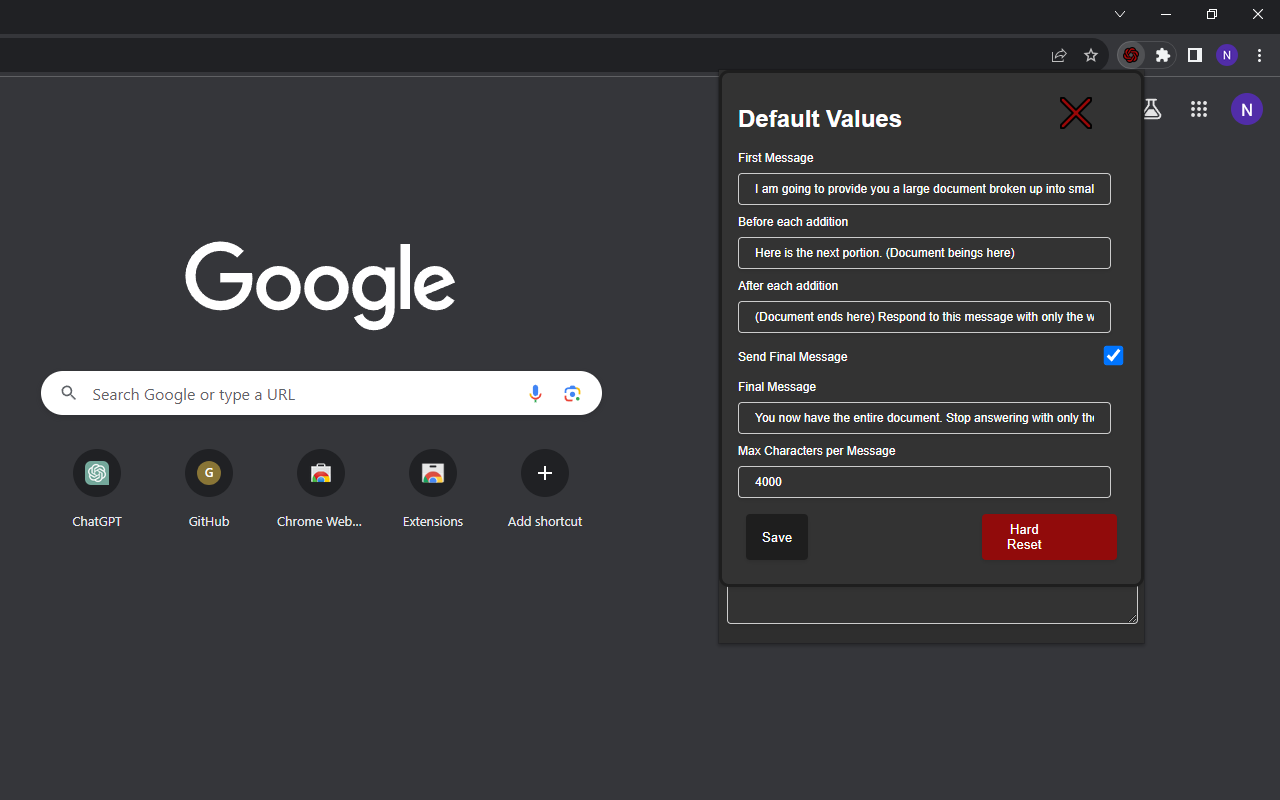 N
N
Google
Search Google or type a URL
ChatGPT
G
GitHub
Chrome Web...
Extensions
Add shortcut
Default Values
First Message
I am going to provide you a large document broken up into smal
Before each addition
Here is the next portion. (Document beings here)
After each addition
(Document ends here) Respond to this message with only the w
Send Final Message
Final Message
You now have the entire document. Stop answering with only the
Max Characters per Message
4000
Save
Hard
Reset